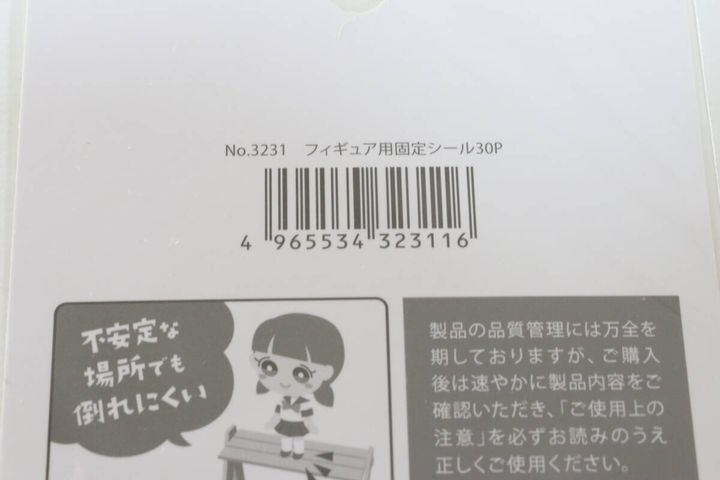 No.3231　フィギュア用固定シール30P
4 965534 323116
不安定な
場所でも
倒れにくい
製品の品質管理には万全を
期しておりますが、ご購入
後は速やかに製品内容をご
確認いただき、「ご使用上の
注意」を必ずお読みのうえ
正しくご使用ください。